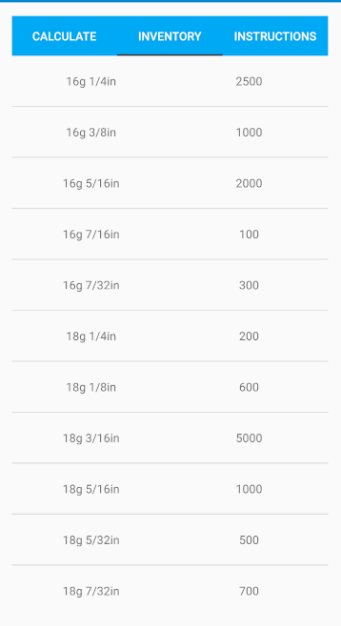 CALCULATE INVENTORY INSTRUCTIONS
16g 1/4in 2500
16g 3/8in 1000
16g 5/16in 2000
16g 7/16in 100
16g 7/32in 300
18g 1/4in 200
18g 1/8in 600
18g 3/16in 5000
18g 5/16in 1000
18g 5/32in 500
18g 7/32in 700